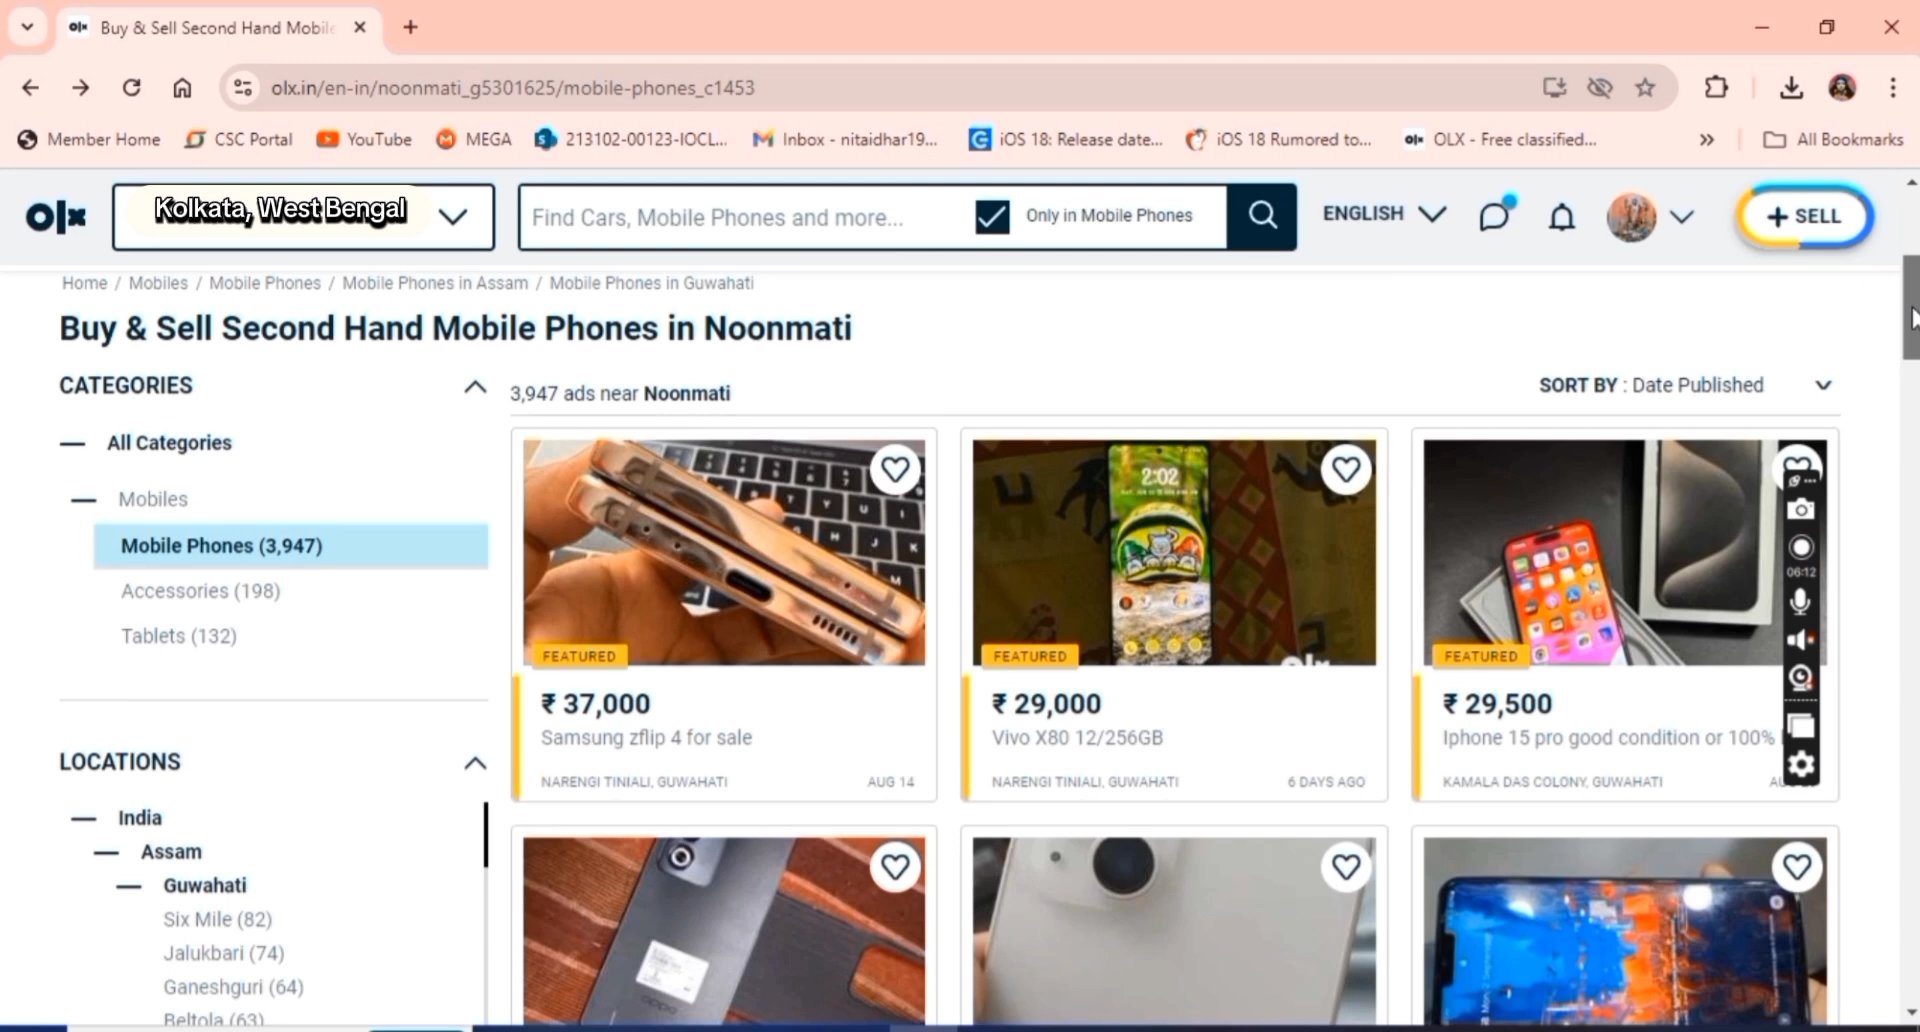 Buy & Sell Second Hand Mobile
olx.in/en-in/noonmati_g5301625/mobile-phones_c1453
Member Home
CSC Portal
YouTube
MEGA
213102-00123-IOCL...
Inbox - nitaidhar19...
iOS 18: Release date...
iOS 18 Rumored to...
OLX - Free classified...
All Bookmarks
olx
Kolkata, West Bengal
Find Cars, Mobile Phones and more...
Only in Mobile Phones
ENGLISH
+ SELL
Home / Mobiles / Mobile Phones / Mobile Phones in Assam / Mobile Phones in Guwahati
Buy & Sell Second Hand Mobile Phones in Noonmati
CATEGORIES
3,947 ads near Noonmati
SORT BY : Date Published
All Categories
Mobiles
Mobile Phones (3,947)
Accessories (198)
Tablets (132)
LOCATIONS
India
Assam
Guwahati
Six Mile (82)
Jalukbari (74)
Ganeshguri (64)
Beltola (63)
FEATURED
₹ 37,000
Samsung zflip 4 for sale
NARENGI TINIALI, GUWAHATI
AUG 14
2:02
FEATURED
₹ 29,000
Vivo X80 12/256GB
NARENGI TINIALI, GUWAHATI
6 DAYS AGO
FEATURED
₹ 29,500
Iphone 15 pro good condition or 100%
KAMALA DAS COLONY, GUWAHATI
06:12
oppo